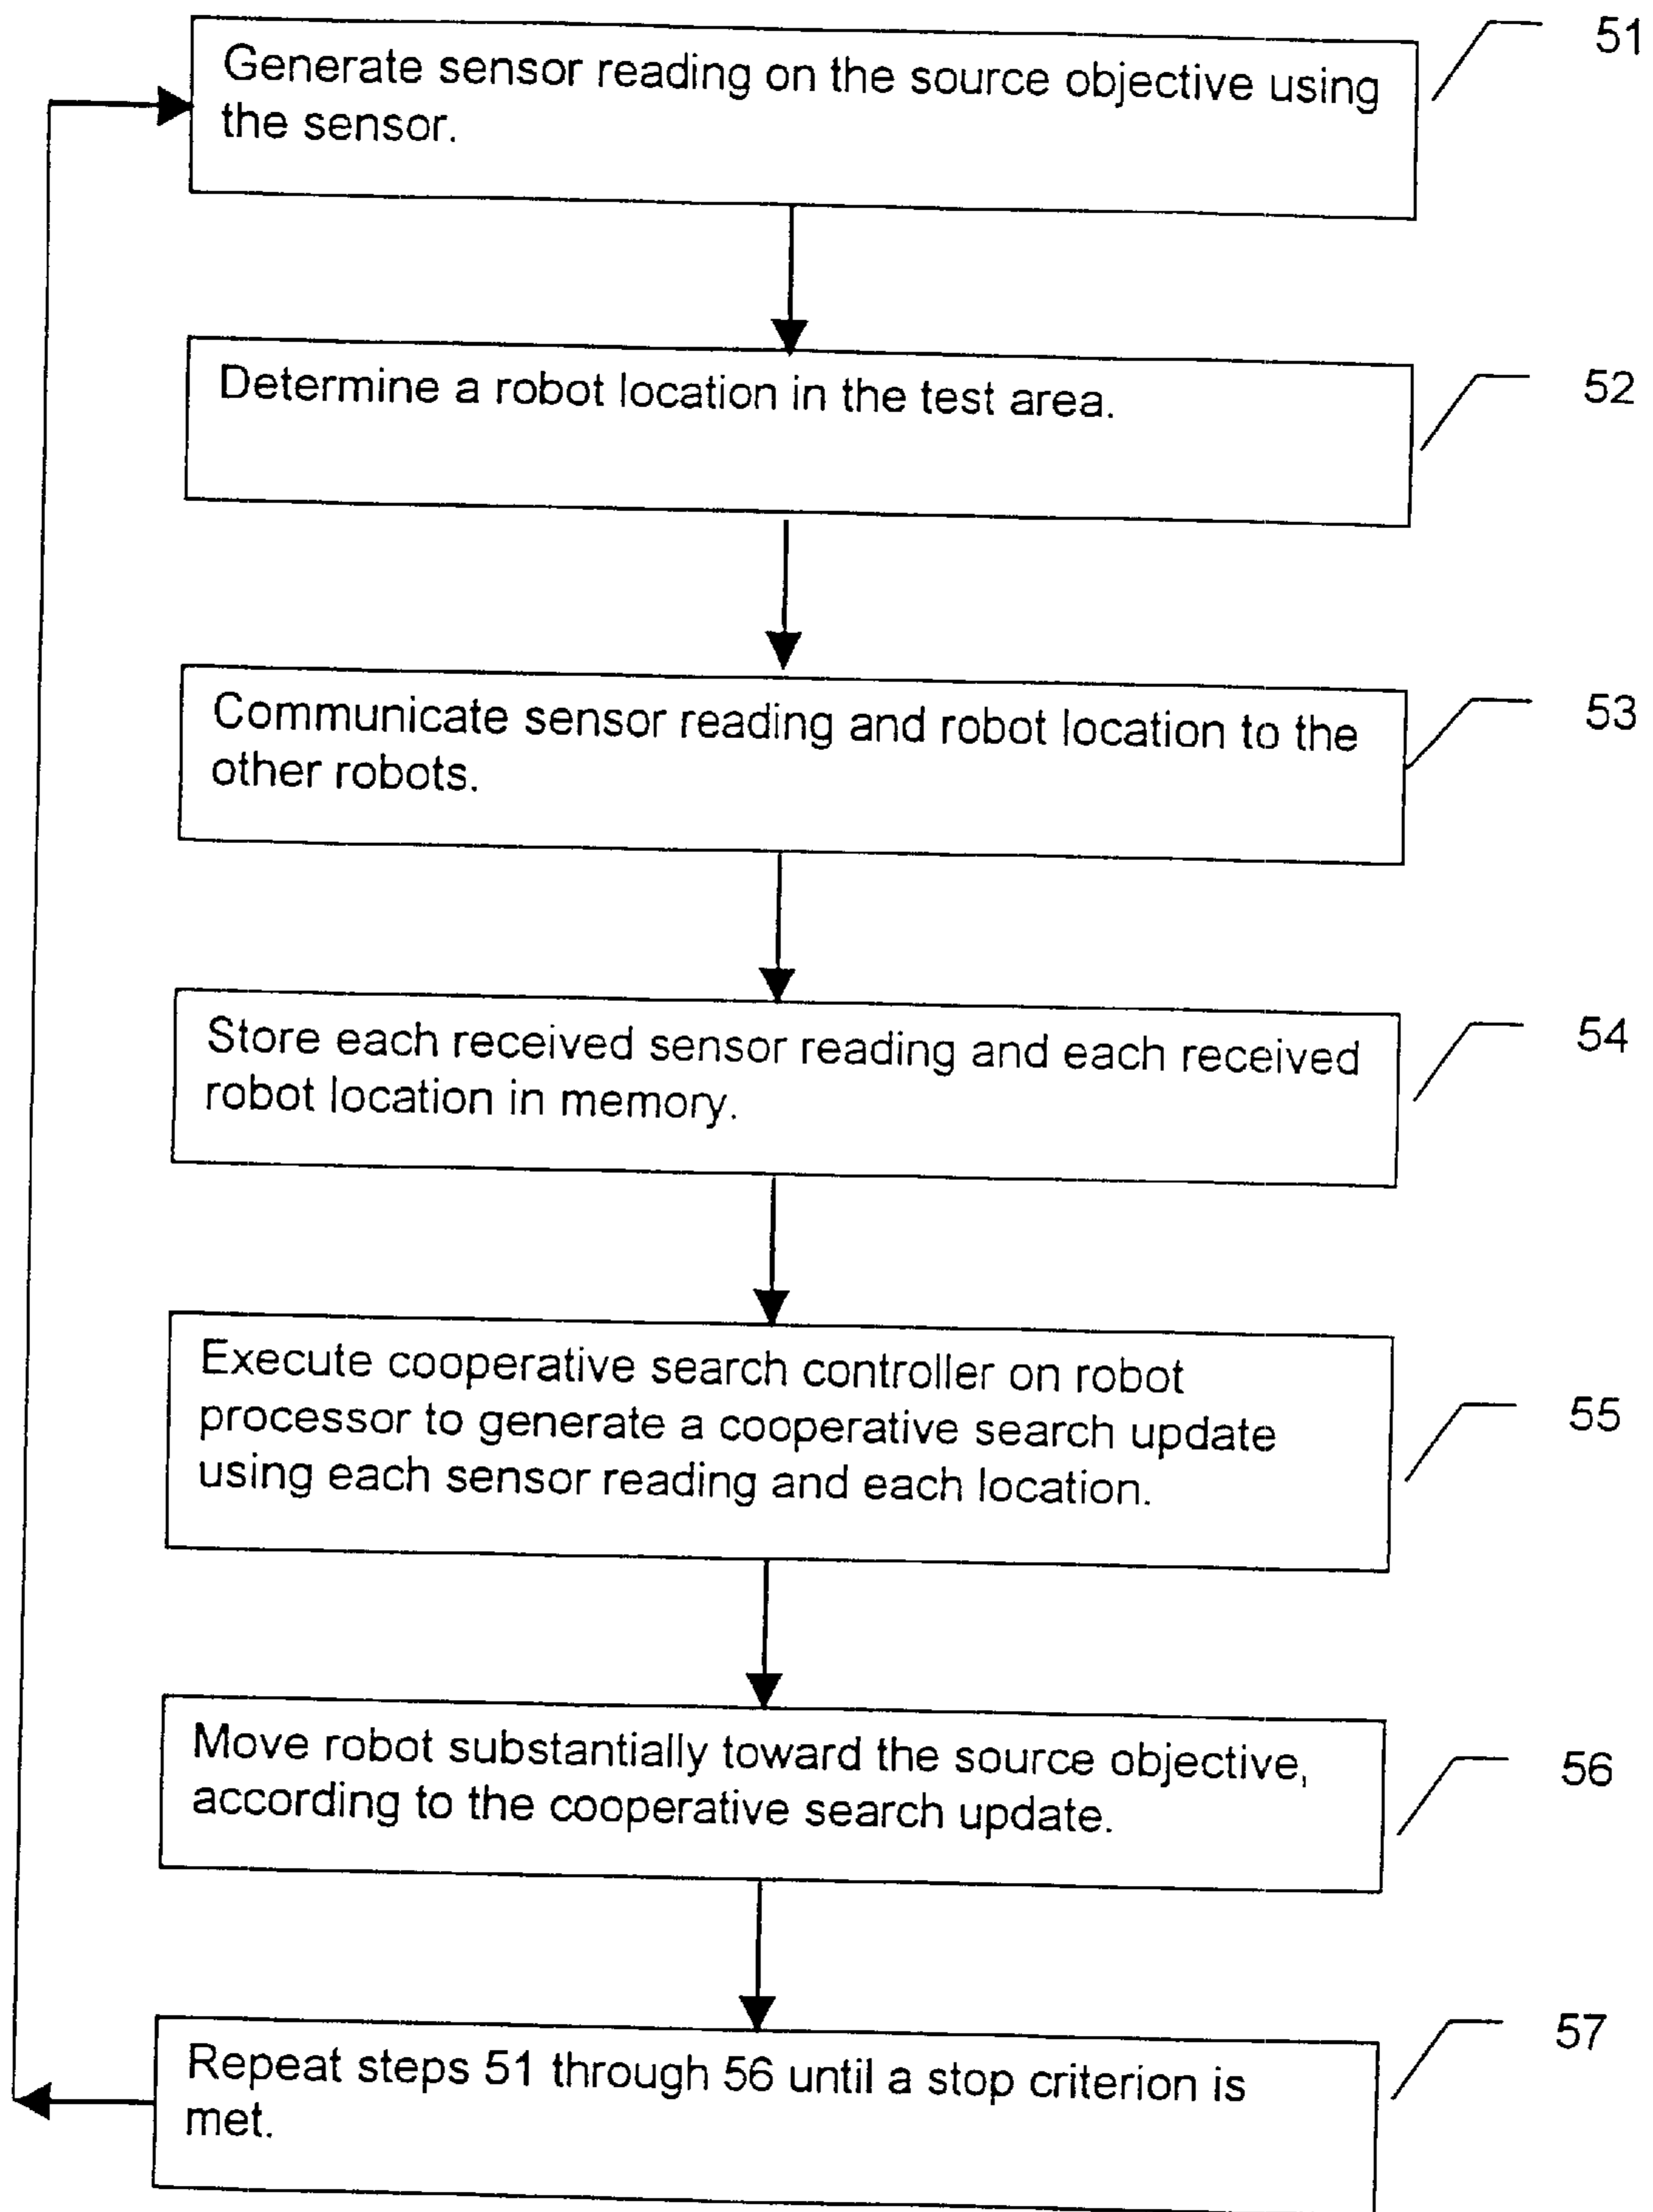 51
Generate sensor reading on the source objective using
the sensor.
52
Determine a robot location in the test area.
53
Communicate sensor reading and robot location to the
other robots.
54
Store each received sensor reading and each received
robot location in memory.
55
Execute cooperative search controller on robot
processor to generate a cooperative search update
using each sensor reading and each location.
56
Move robot substantially toward the source objective,
according to the cooperative search update.
57
Repeat steps 51 through 56 until a stop criterion is
met.